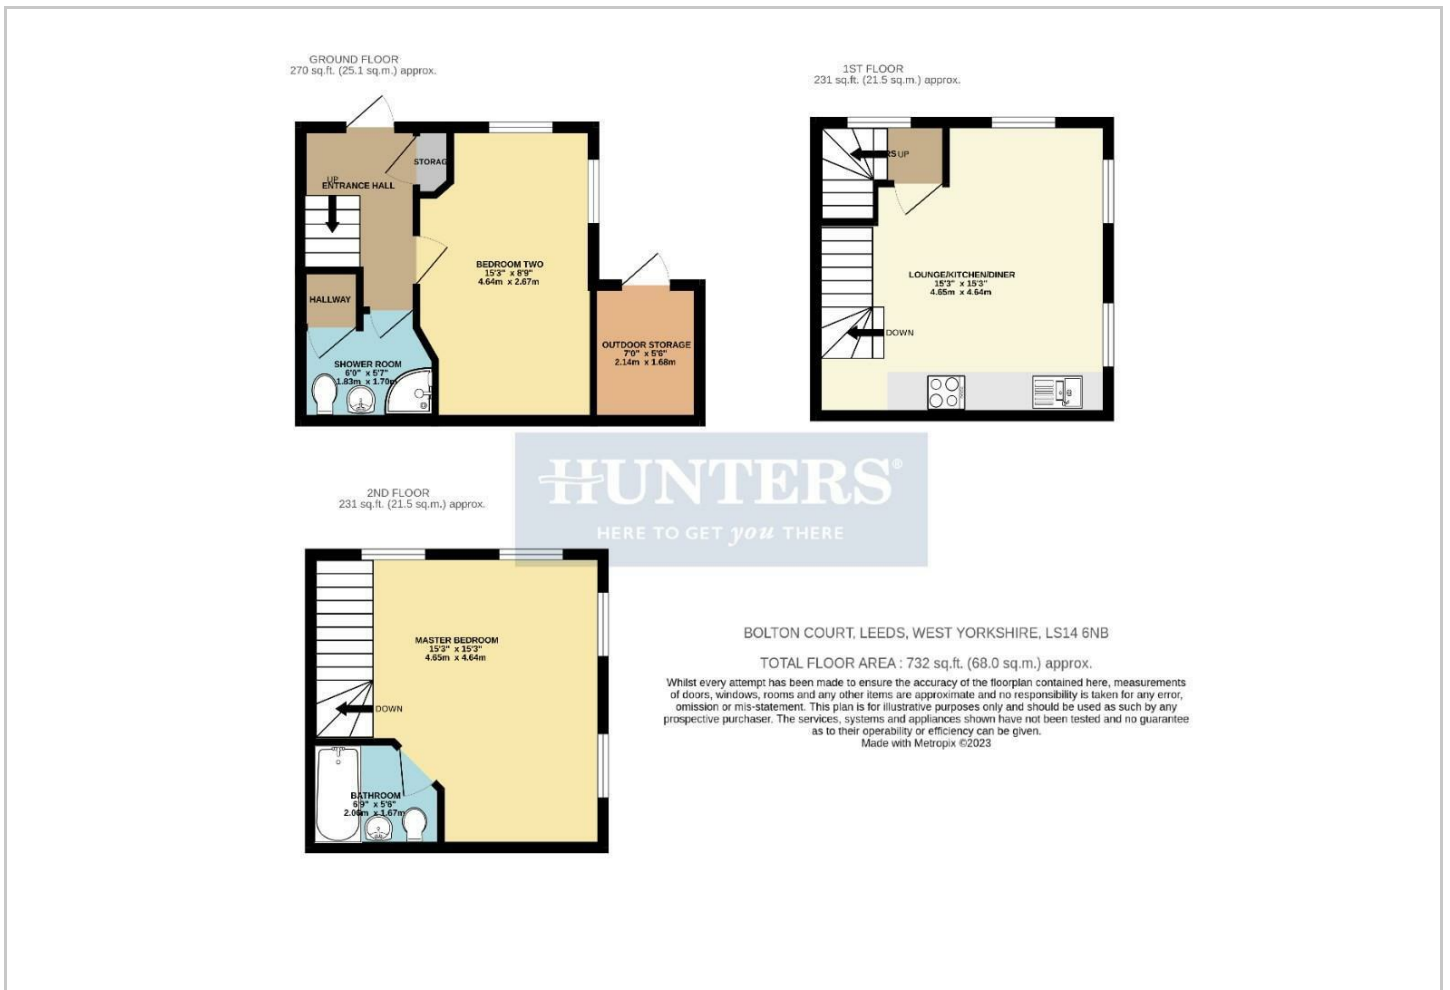 GROUND FLOOR
270 sq.ft. (25.1 sq.m.) approx.
STORAG
UP
ENTRANCE HALL
BEDROOM TWO
15'3" x 8'9"
4.64m x 2.67m
HALLWAY
SHOWER ROOM
6'0" x 5'7"
1.83m x 1.70m
OUTDOOR STORAGE
7'0" x 5'6"
2.14m x 1.68m
1ST FLOOR
231 sq.ft. (21.5 sq.m.) approx.
UP
LOUNGE/KITCHEN/DINER
15'3" x 15'3"
4.65m x 4.64m
DOWN
HUNTERS®
HERE TO GET you THERE
2ND FLOOR
231 sq.ft. (21.5 sq.m.) approx.
MASTER BEDROOM
15'3" x 15'3"
4.65m x 4.64m
DOWN
BATHROOM
6'9" x 5'6"
2.06m x 1.67m
BOLTON COURT, LEEDS, WEST YORKSHIRE, LS14 6NB
TOTAL FLOOR AREA : 732 sq.ft. (68.0 sq.m.) approx.
Whilst every attempt has been made to ensure the accuracy of the floorplan contained here, measurements
of doors, windows, rooms and any other items are approximate and no responsibility is taken for any error,
omission or mis-statement. This plan is for illustrative purposes only and should be used as such by any
prospective purchaser. The services, systems and appliances shown have not been tested and no guarantee
as to their operability or efficiency can be given.
Made with Metropix ©2023